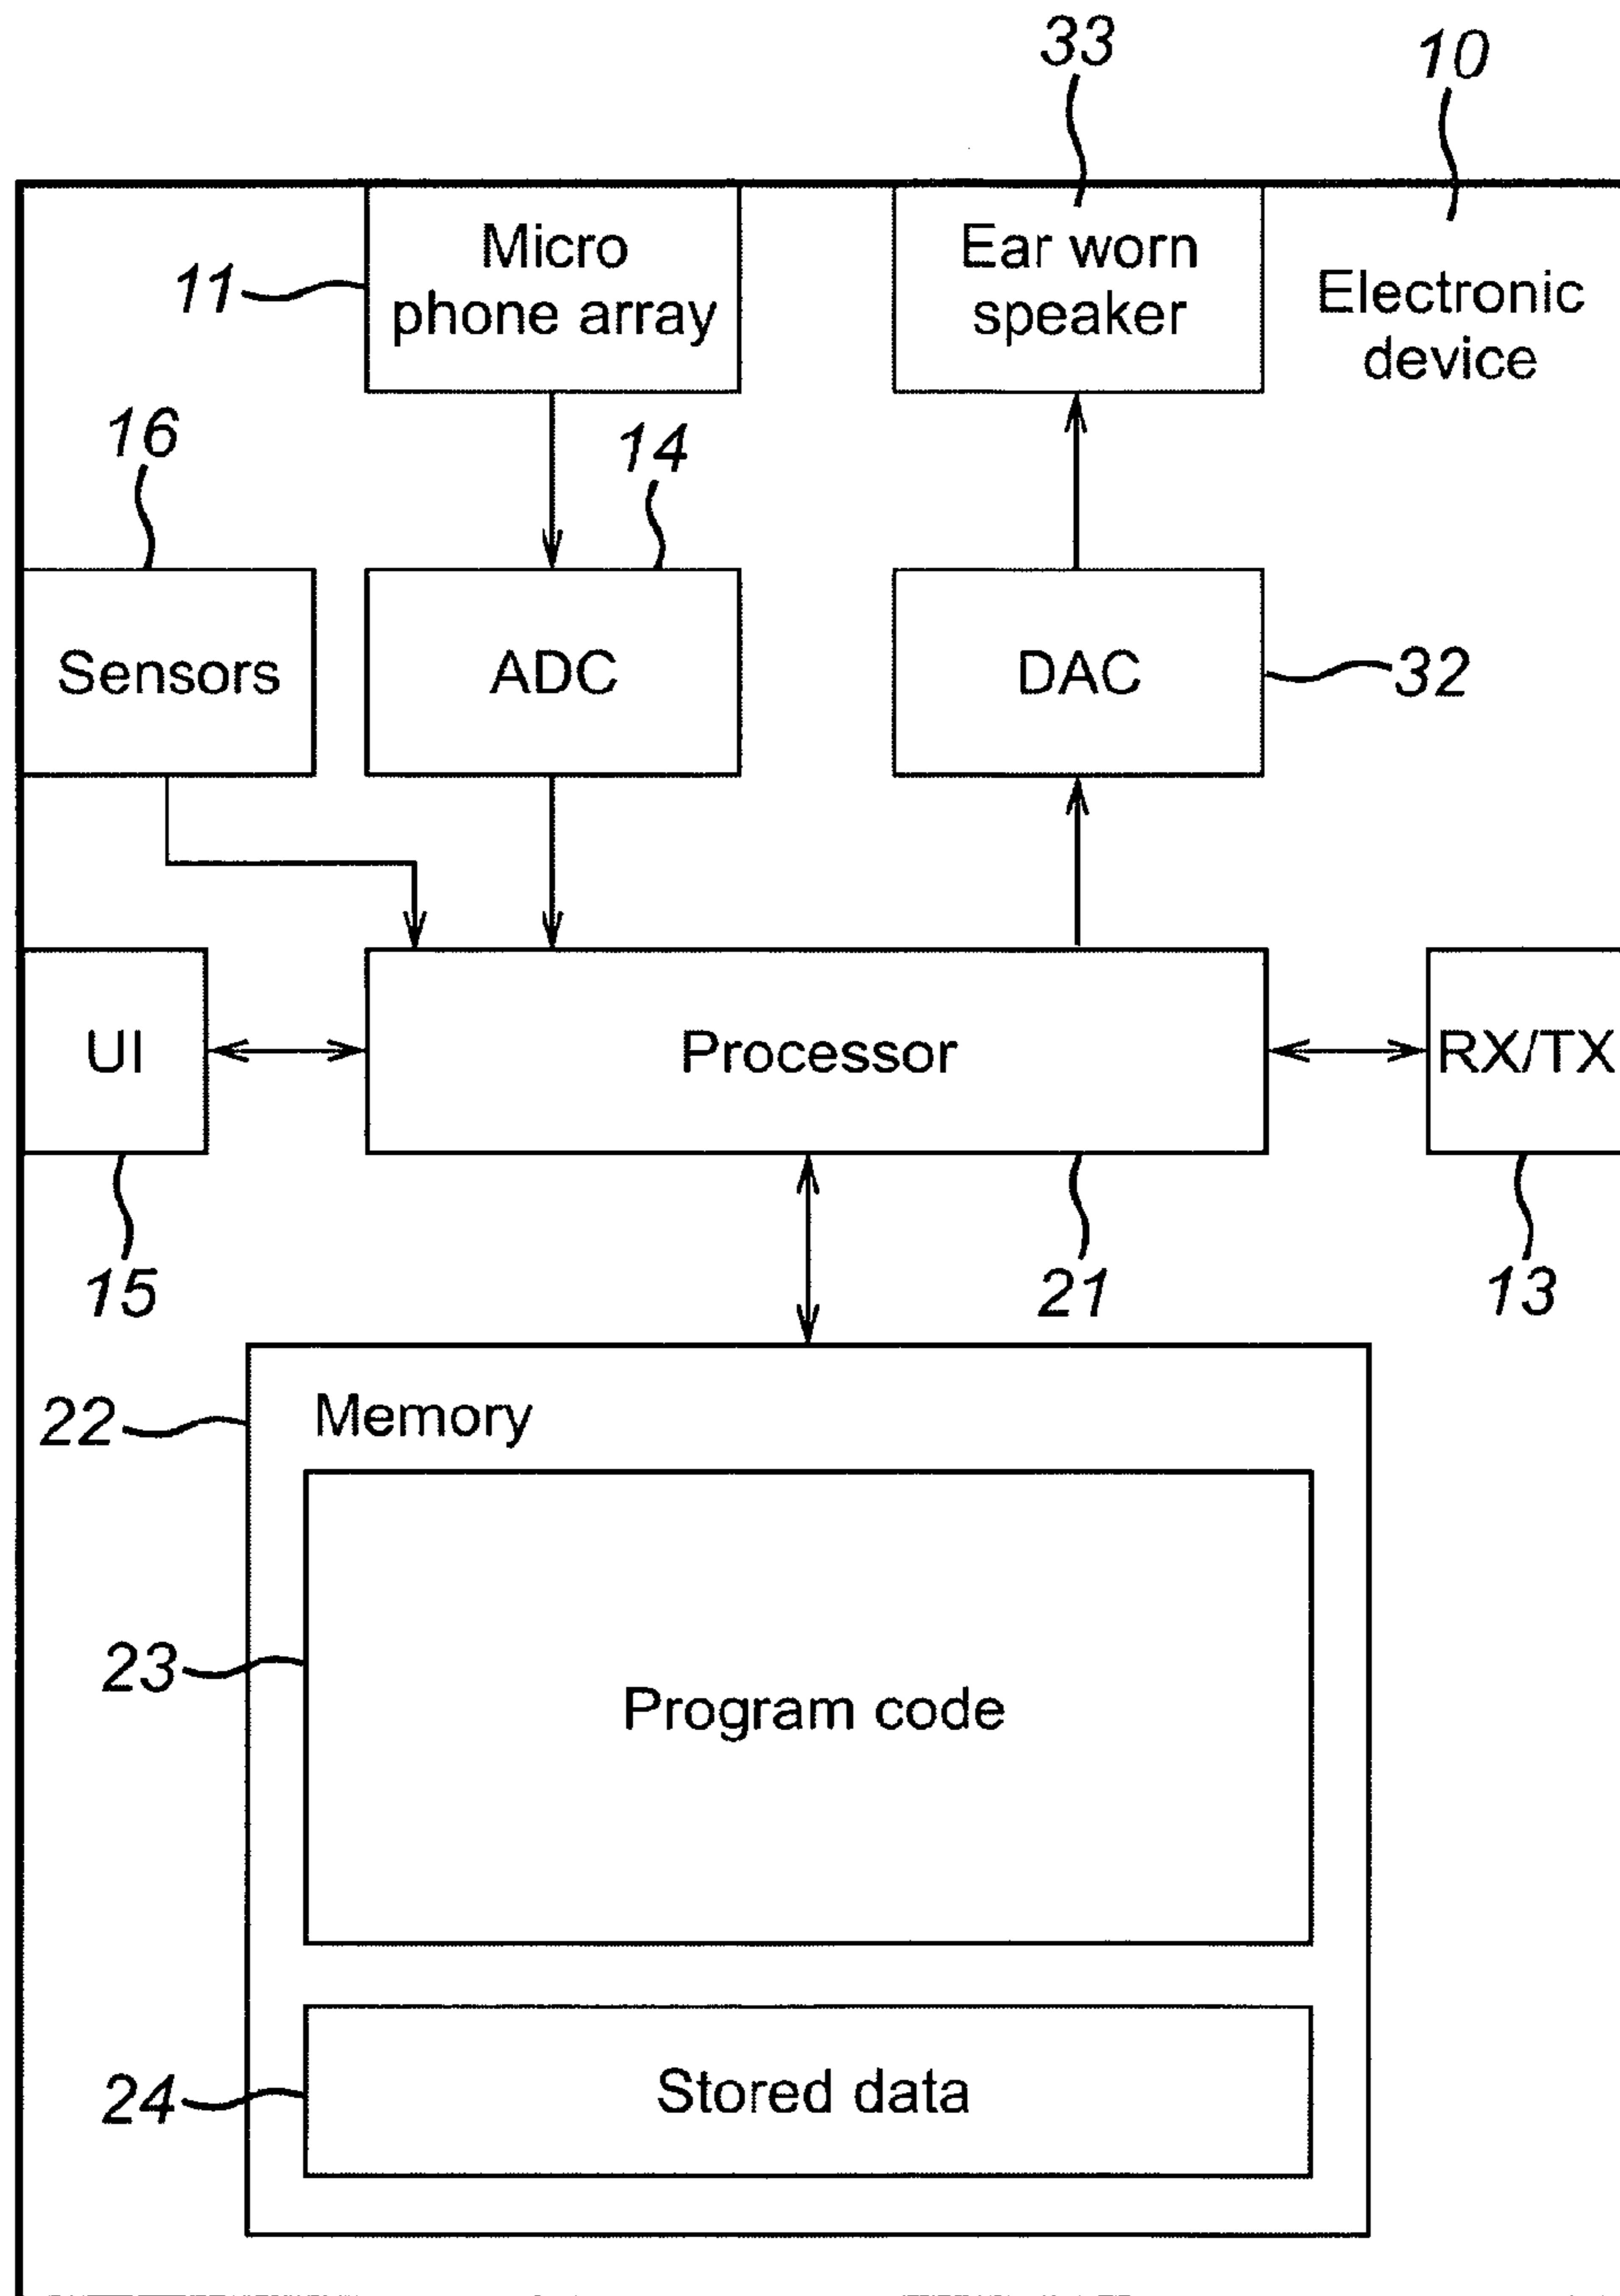 33
10
Micro
phone array
11
Ear worn
speaker
Electronic
device
16
14
Sensors
ADC
DAC
32
UI
Processor
RX/TX
15
21
13
22
Memory
23
Program code
24
Stored data